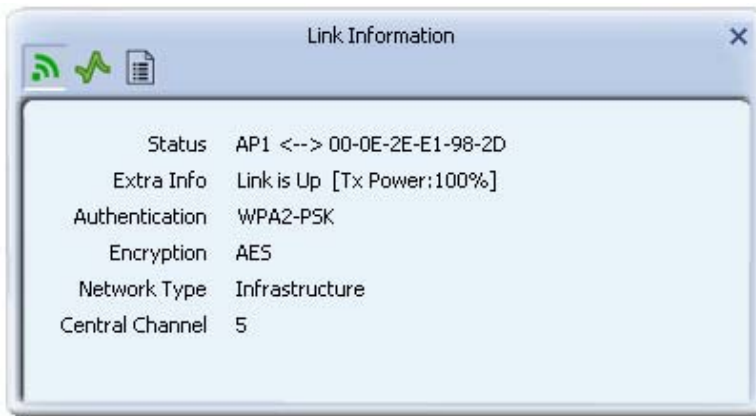 Link Information
Status AP1 <--> 00-0E-2E-E1-98-2D
Extra Info Link is Up [Tx Power:100%]
Authentication WPA2-PSK
Encryption AES
Network Type Infrastructure
Central Channel 5